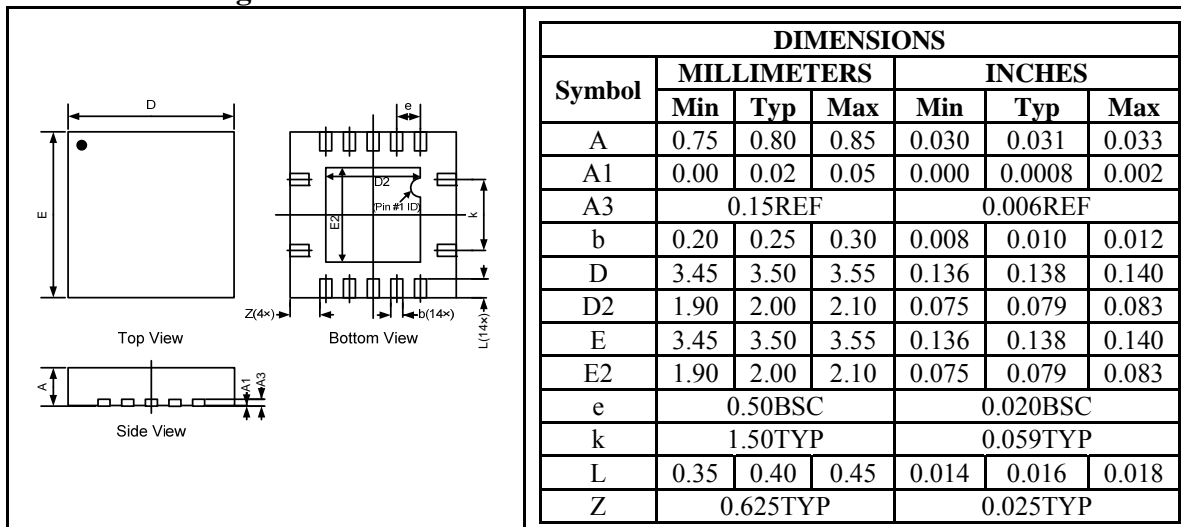 D
E
Top View
A
A1
A3
Side View
e
D2
(Pin #1 ID)
E2
k
Z(4×)
b(14×)
L(14×)
Bottom View
DIMENSIONS
Symbol MILLIMETERS INCHES
Min Typ Max Min Typ Max
A 0.75 0.80 0.85 0.030 0.031 0.033
A1 0.00 0.02 0.05 0.000 0.0008 0.002
A3 0.15REF 0.006REF
b 0.20 0.25 0.30 0.008 0.010 0.012
D 3.45 3.50 3.55 0.136 0.138 0.140
D2 1.90 2.00 2.10 0.075 0.079 0.083
E 3.45 3.50 3.55 0.136 0.138 0.140
E2 1.90 2.00 2.10 0.075 0.079 0.083
e 0.50BSC 0.020BSC
k 1.50TYP 0.059TYP
L 0.35 0.40 0.45 0.014 0.016 0.018
Z 0.625TYP 0.025TYP